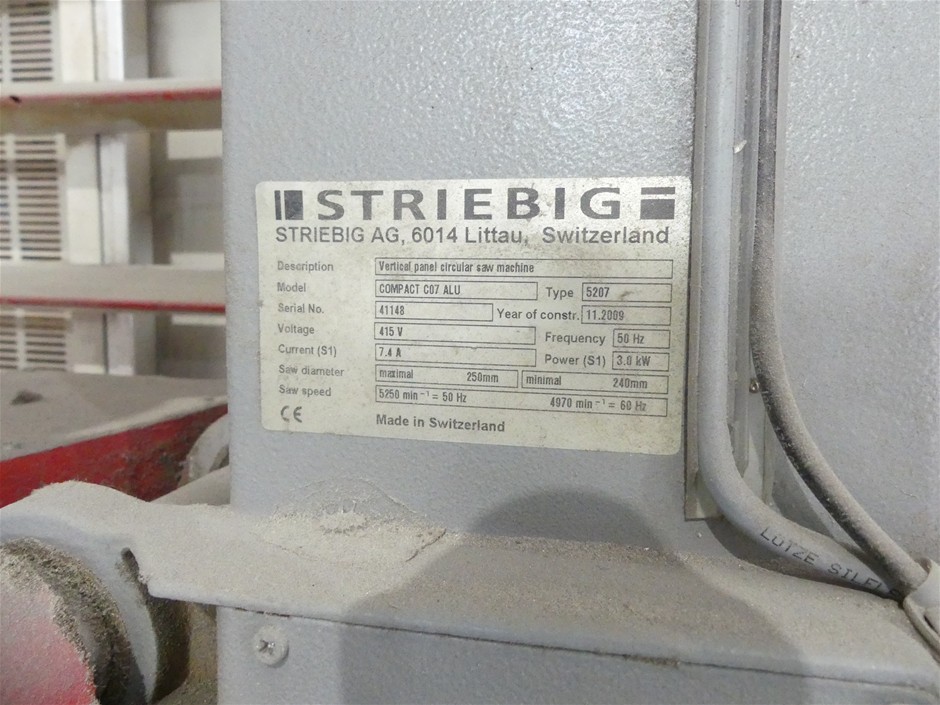 STRIEBIG
STRIEBIG AG, 6014 Littau, Switzerland
Description Vertical panel circular saw machine
Model COMPACT C07 ALU Type 5207
Serial No. 41148 Year of constr. 11.2009
Voltage 415 V Frequency 50 Hz
Current (S1) 7.4 A Power (S1) 3.0 kW
Saw diameter maximal 250mm minimal 240mm
Saw speed 5250 min⁻¹ = 50 Hz 4970 min⁻¹ = 60 Hz
CE Made in Switzerland
LÜTZE